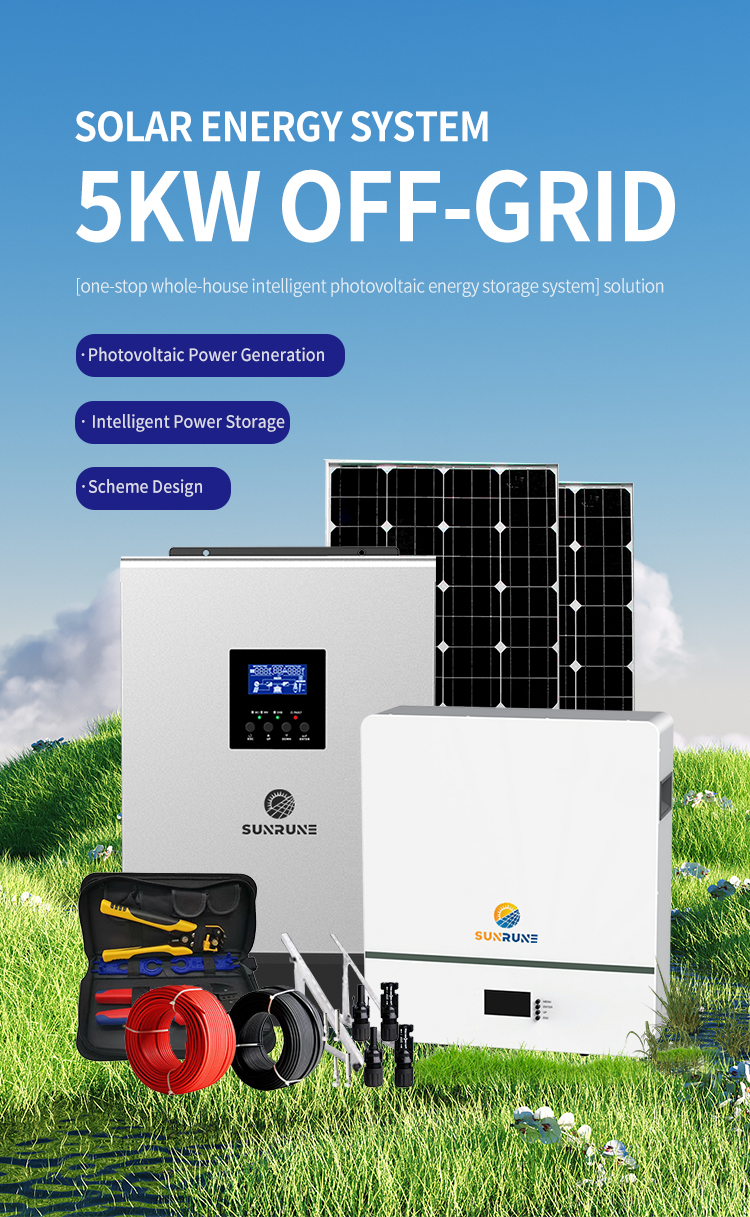 SOLAR ENERGY SYSTEM
5KW OFF-GRID
[one-stop whole-house intelligent photovoltaic energy storage system] solution
·Photovoltaic Power Generation
· Intelligent Power Storage
·Scheme Design
SUNRUNE
SUNRUNE